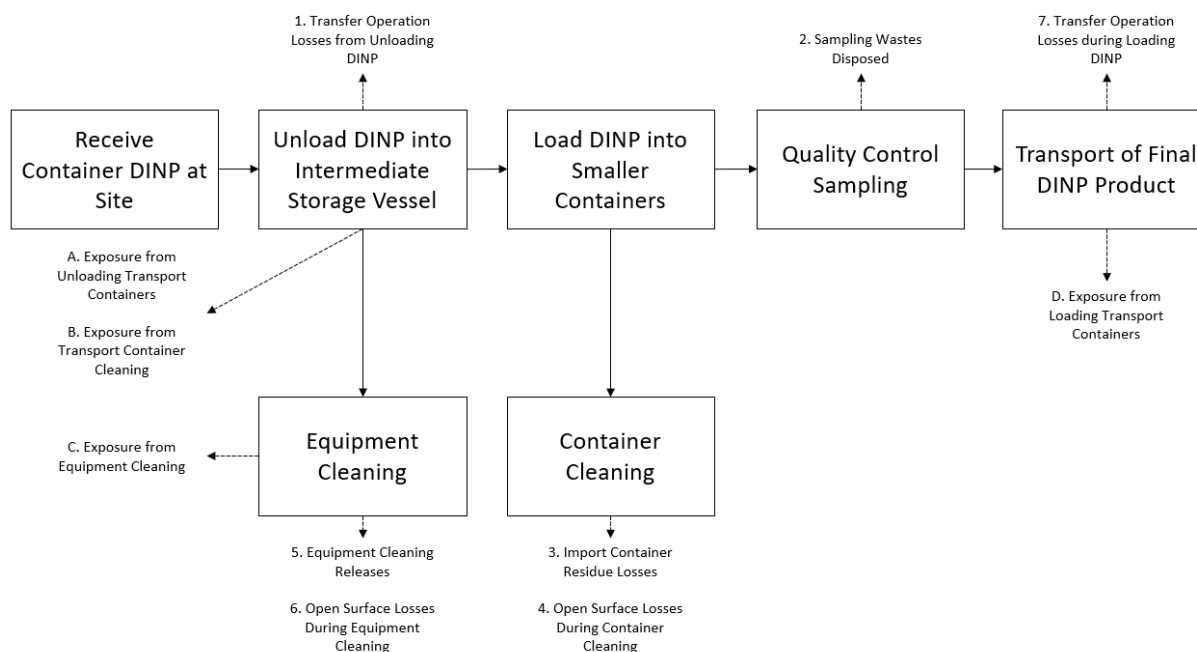 1. Transfer Operation
Losses from Unloading
DINP
2. Sampling Wastes
Disposed
7. Transfer Operation
Losses during Loading
DINP
Receive
Container DINP at
Site
Unload DINP into
Intermediate
Storage Vessel
Load DINP into
Smaller
Containers
Quality Control
Sampling
Transport of Final
DINP Product
A. Exposure from
Unloading Transport
Containers
B. Exposure from
Transport Container
Cleaning
D. Exposure from
Loading Transport
Containers
C. Exposure from
Equipment Cleaning
Equipment
Cleaning
Container
Cleaning
5. Equipment Cleaning
Releases
6. Open Surface Losses
During Equipment
Cleaning
3. Import Container
Residue Losses
4. Open Surface Losses
During Container
Cleaning